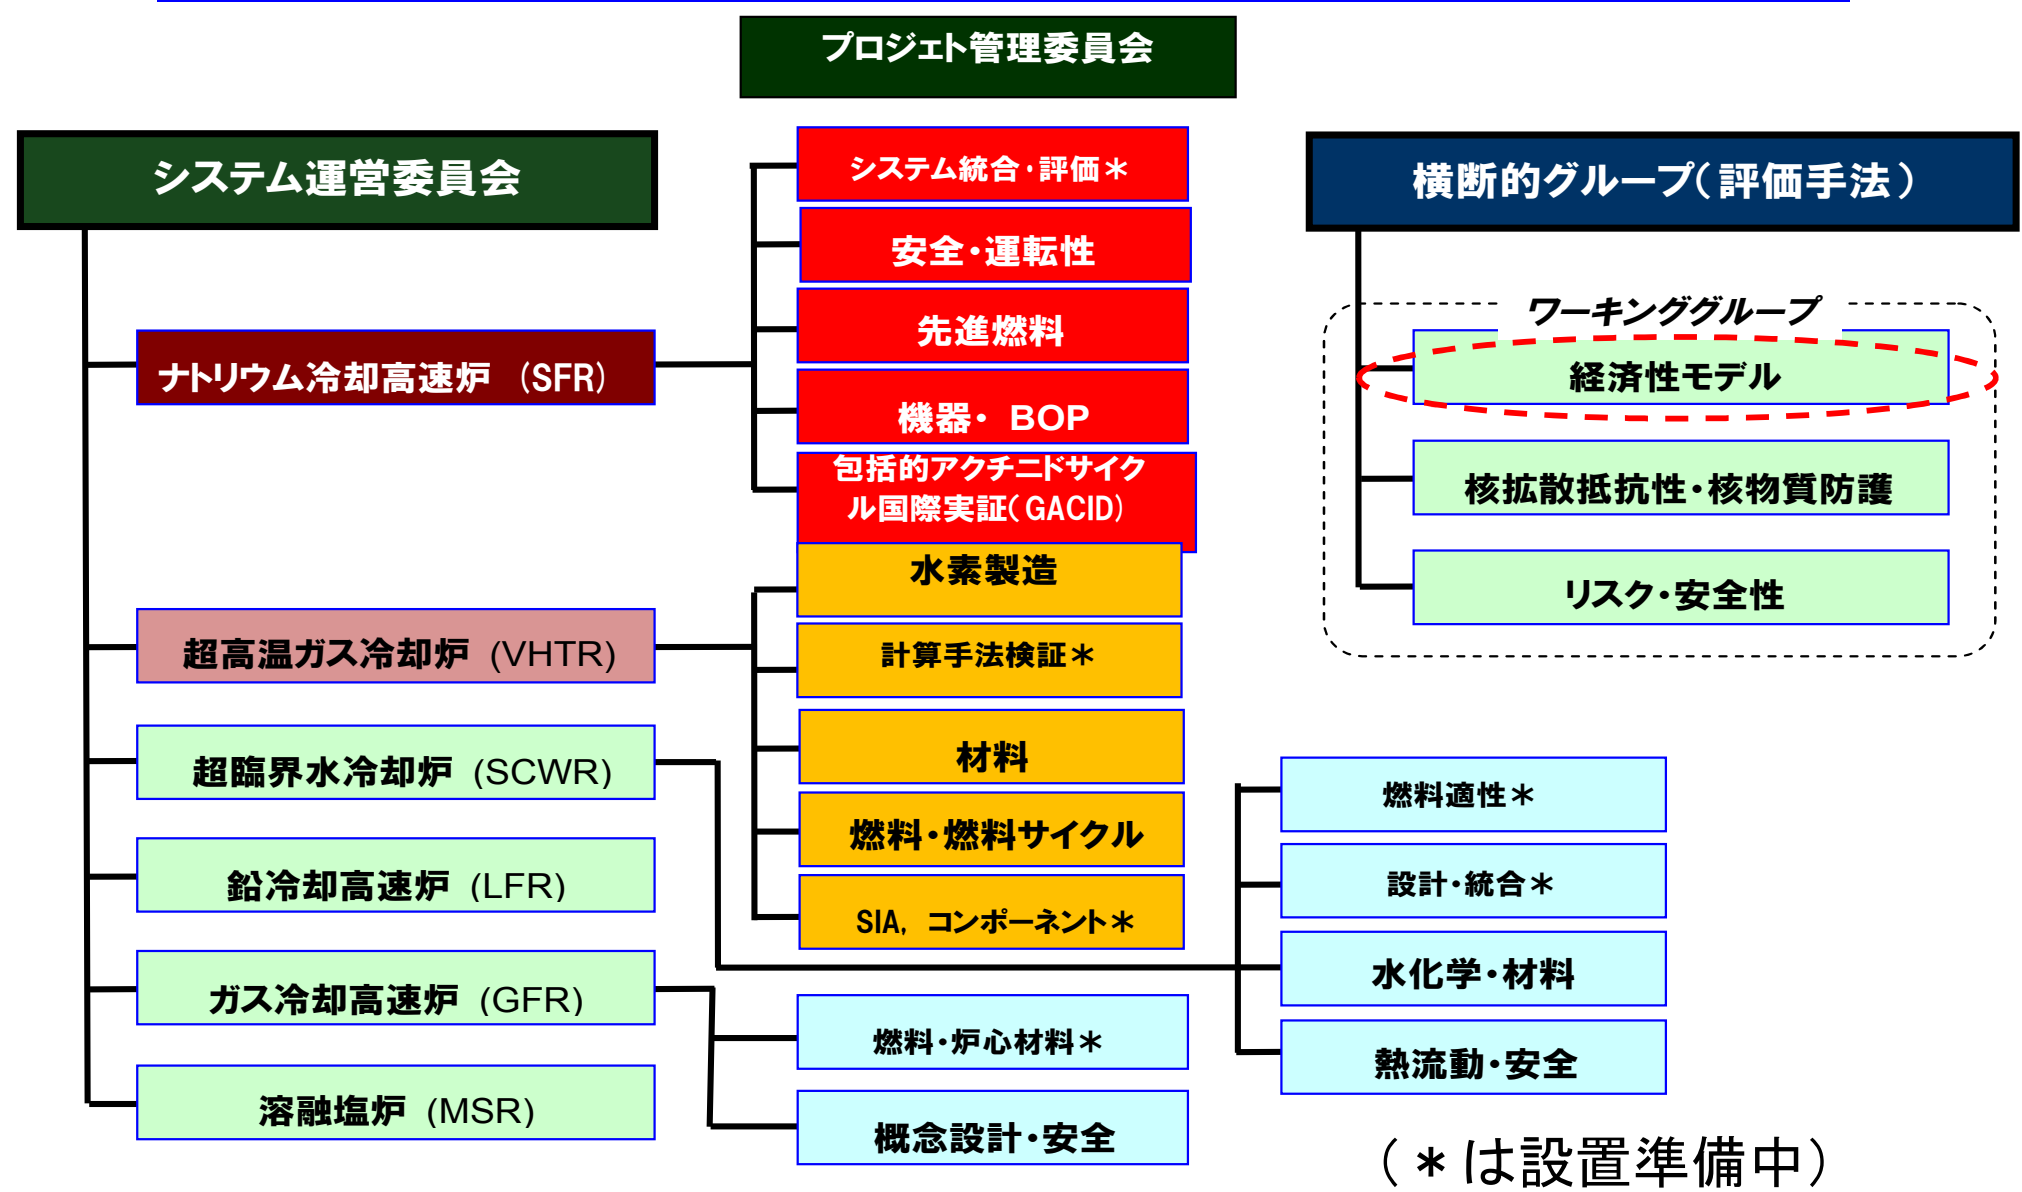 プロジェト管理委員会
システム運営委員会
ナトリウム冷却高速炉 (SFR)
超高温ガス冷却炉 (VHTR)
超臨界水冷却炉 (SCWR)
鉛冷却高速炉 (LFR)
ガス冷却高速炉 (GFR)
溶融塩炉 (MSR)
システム統合・評価＊
安全・運転性
先進燃料
機器・ BOP
包括的アクチニドサイク
ル国際実証(GACID)
水素製造
計算手法検証＊
材料
燃料・燃料サイクル
SIA, コンポーネント＊
燃料・炉心材料＊
概念設計・安全
横断的グループ(評価手法)
ワーキンググループ
経済性モデル
核拡散抵抗性・核物質防護
リスク・安全性
燃料適性＊
設計・統合＊
水化学・材料
熱流動・安全
(＊は設置準備中)